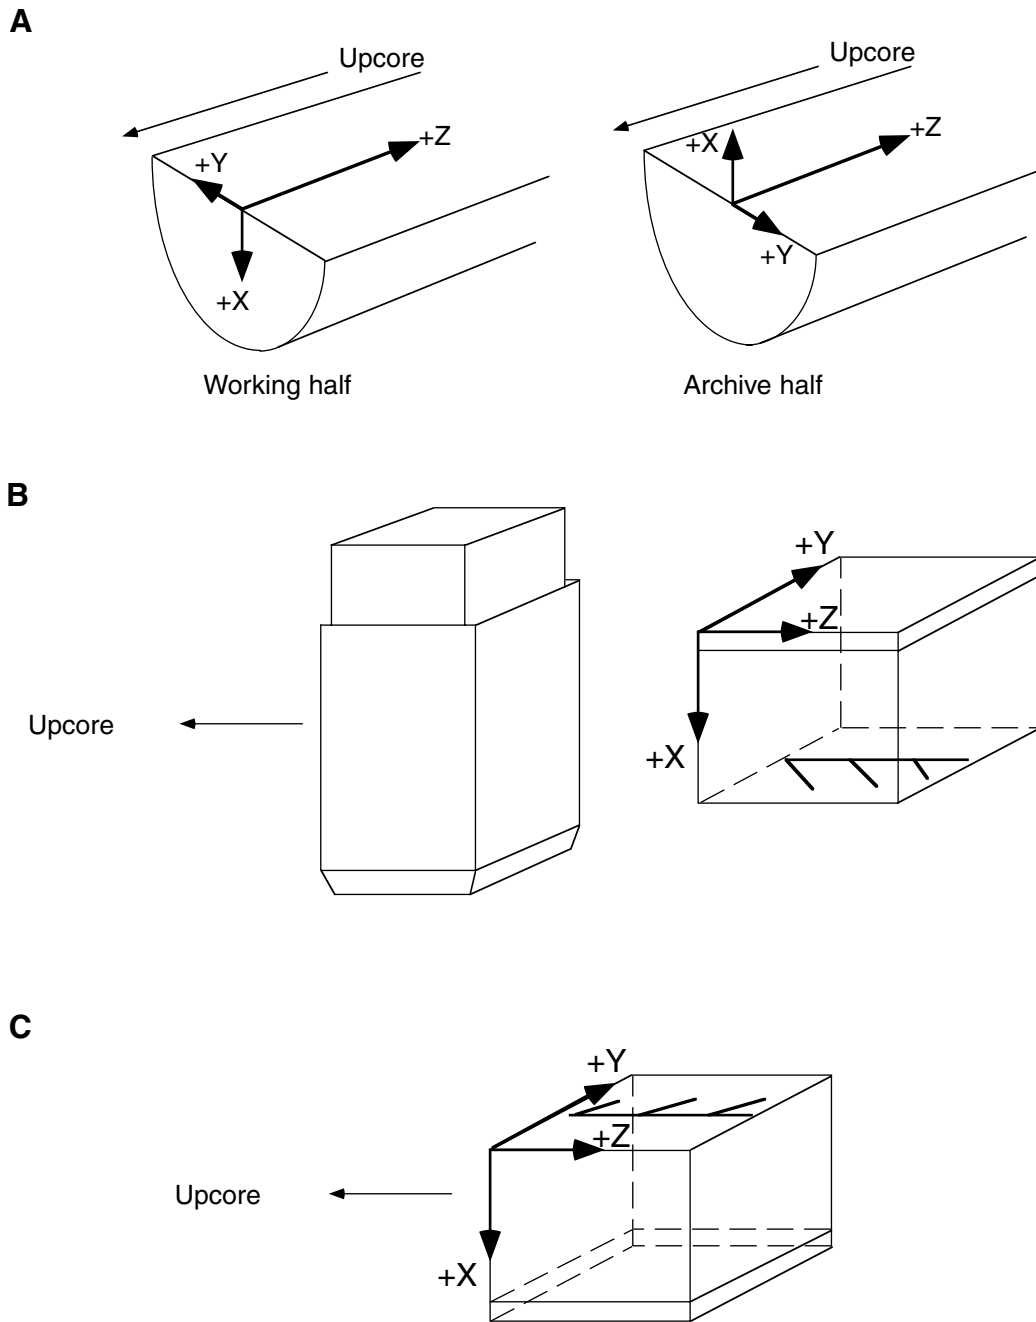 A
Upcore
Upcore
+Z
+Z
+X
+Y
+Y
+X
Working half
Archive half
B
+Y
+Z
Upcore
+X
C
+Y
+Z
Upcore
+X